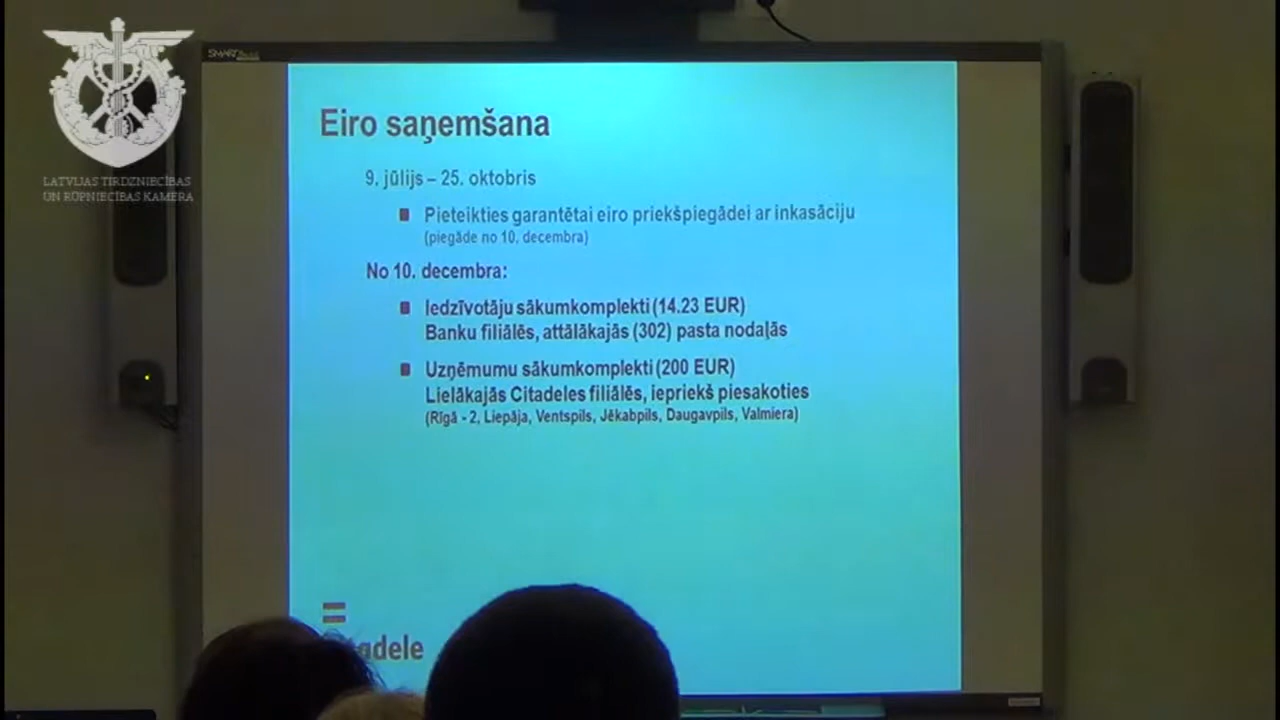 SMART
LATVIJAS TIRDZNIECĪBAS
UN RŪPNIECĪBAS KAMERA
Eiro saņemšana
9. jūlijs – 25. oktobris
Pieteikties garantētai eiro priekšpiegādei ar inkasāciju
(piegāde no 10. decembra)
No 10. decembra:
Iedzīvotāju sākumkomplekti (14.23 EUR)
Banku filiālēs, attālākajās (302) pasta nodaļās
Uzņēmumu sākumkomplekti (200 EUR)
Lielākajās Citadeles filiālēs, iepriekš piesakoties
(Rīgā - 2, Liepāja, Ventspils, Jēkabpils, Daugavpils, Valmiera)
adele